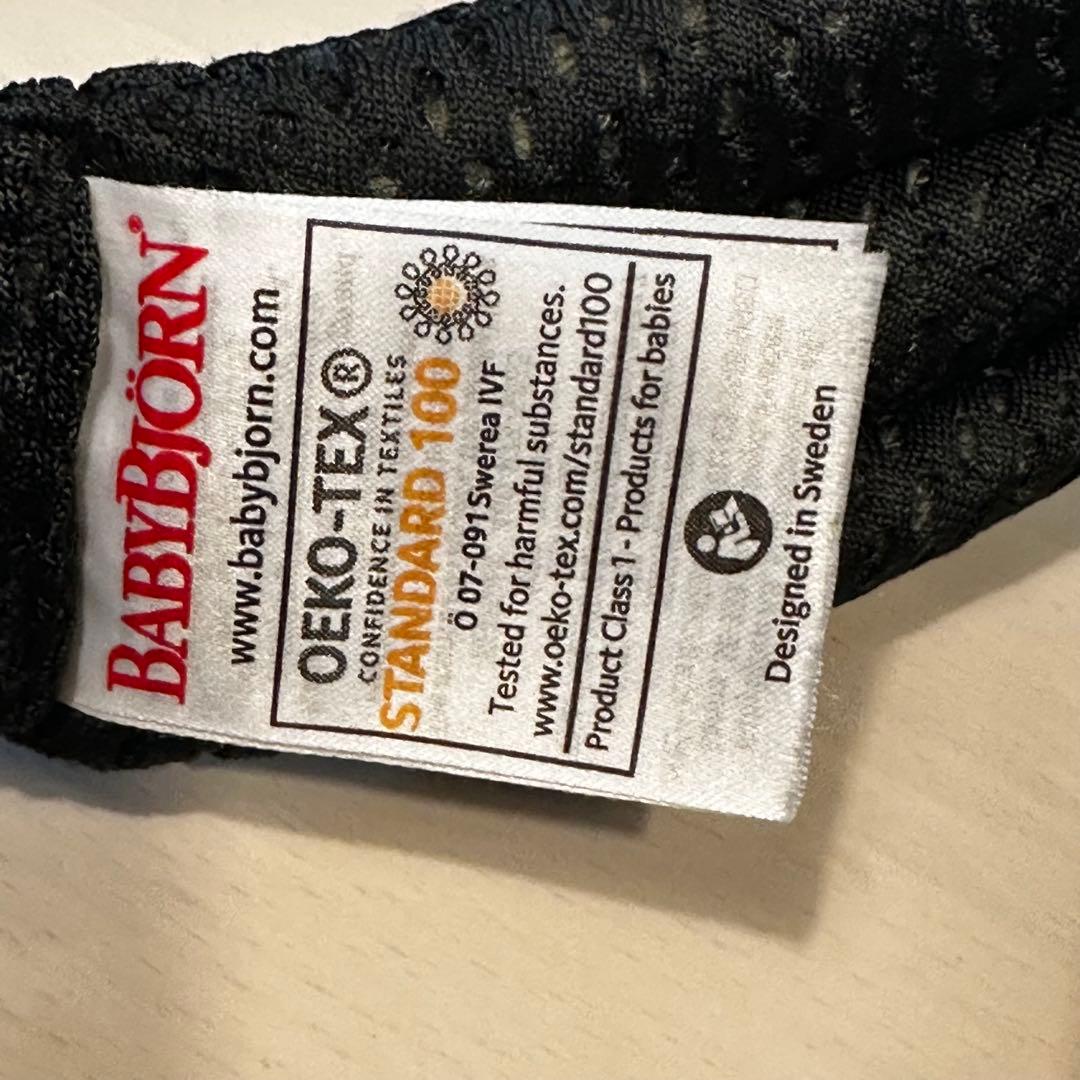 BABYBJÖRN®
www.babybjorn.com
OEKO-TEX®
CONFIDENCE IN TEXTILES
STANDARD 100
Ö 07-091 Swerea IVF
Tested for harmful substances.
www.oeko-tex.com/standard100
Product Class 1 - Products for babies
Designed in Sweden